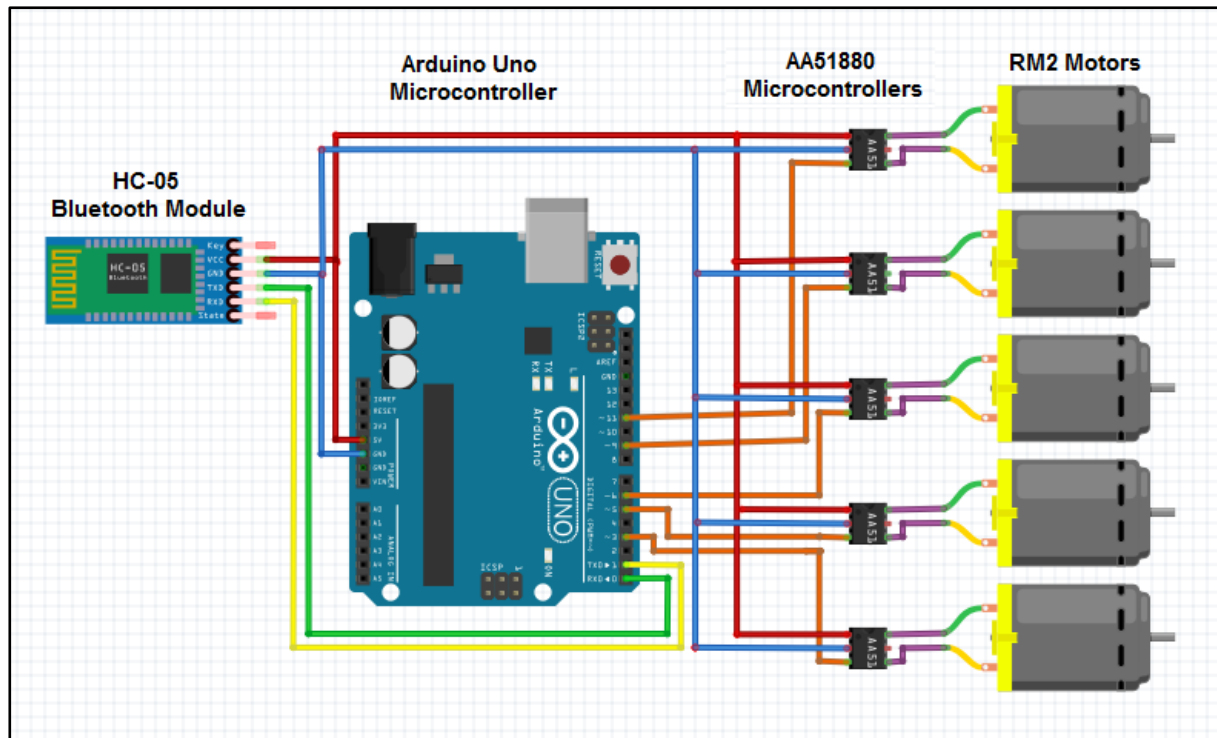 Arduino Uno
Microcontroller
AA51880
Microcontrollers
RM2 Motors
HC-05
Bluetooth Module
Key
VCC
GND
TXD
RXD
State
HC-05
Bluetooth
RESET
ICSP2
AREF
GND
13
12
~11
~10
~9
8
7
~6
~5
4
~3
2
TXD▶1
RXD◀0
DIGITAL (PWM=~)
IOREF
RESET
3V3
5V
GND
GND
VIN
POWER
A0
A1
A2
A3
A4
A5
ANALOG IN
RX
TX
L
Arduino
UNO
ON
ICSP
1
AA51
AA51
AA51
AA51
AA51